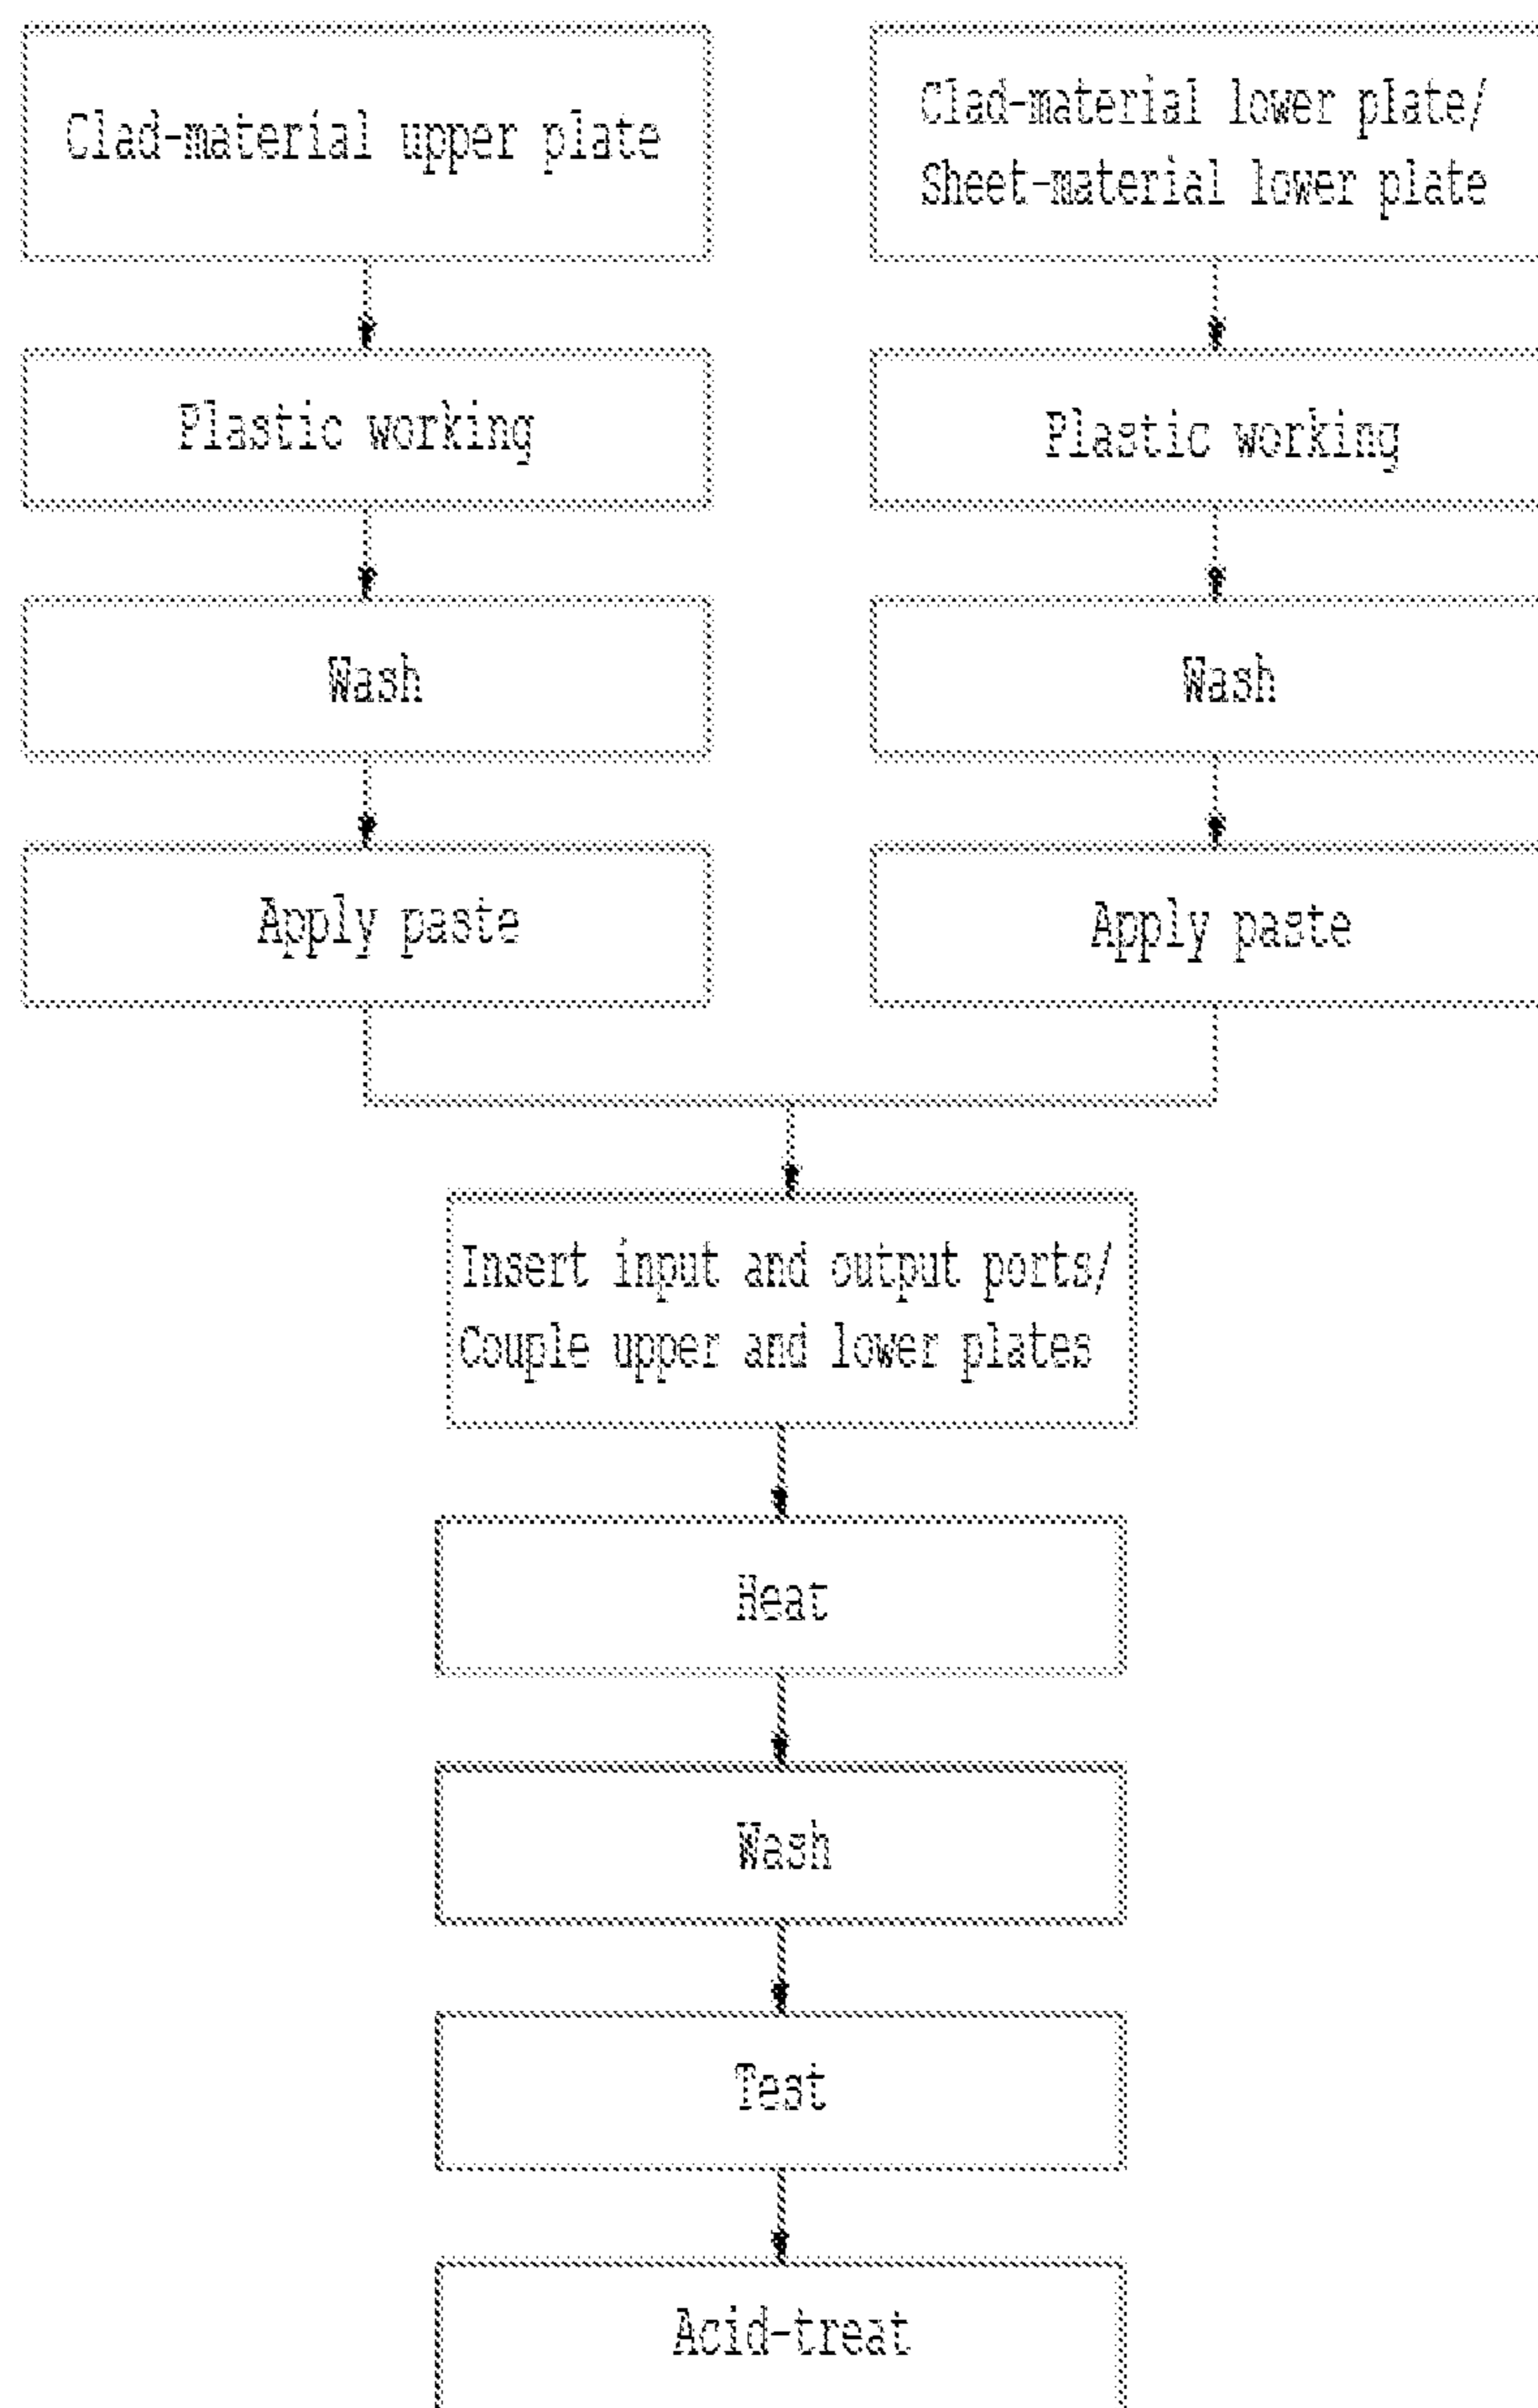 Clad-material upper plate
Clad-material lower plate/
Sheet-material lower plate
Plastic working
Plastic working
Wash
Wash
Apply paste
Apply paste
Insert input and output ports/
Couple upper and lower plates
Heat
Wash
Test
Acid-treat